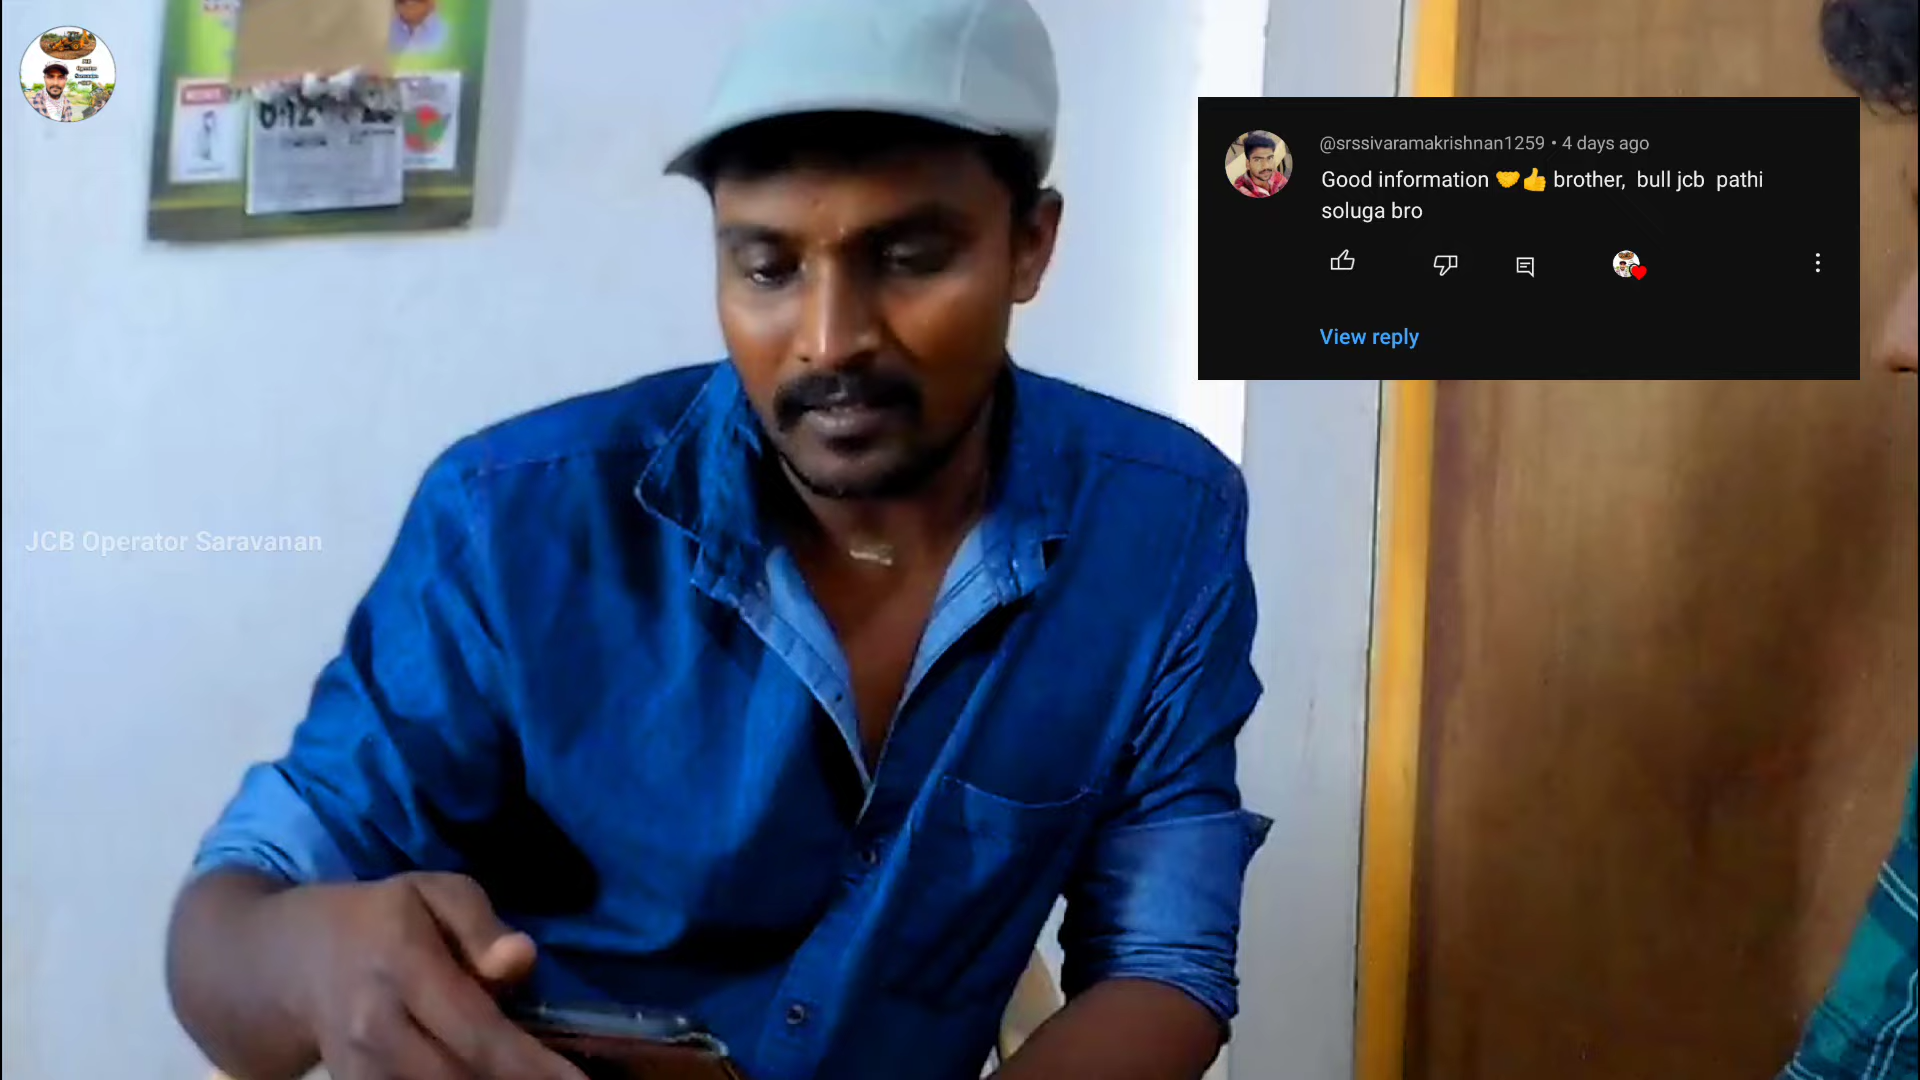 @srssivaramakrishnan1259 • 4 days ago
Good information 🤝👍 brother, bull jcb pathi
soluga bro
View reply
JCB Operator Saravanan